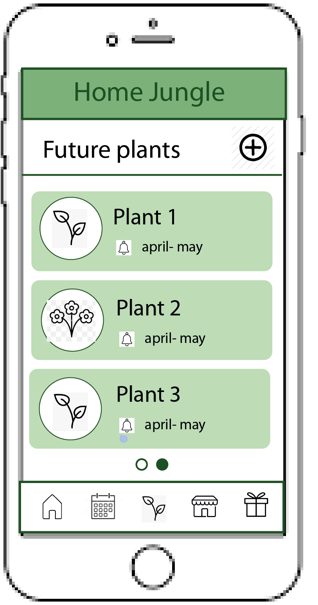 Home Jungle
Future plants
Plant 1
april- may
Plant 2
april- may
Plant 3
april- may